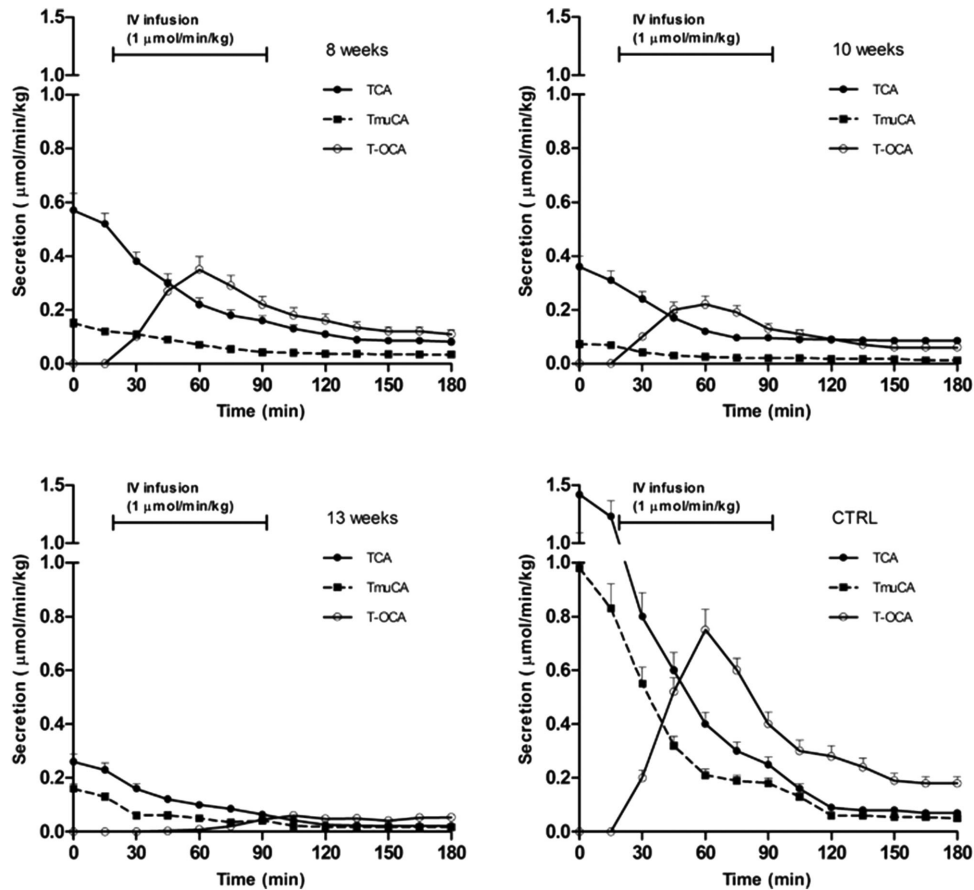 IV infusion
(1 μmol/min/kg)
8 weeks
TCA
TmuCA
T-OCA
Secretion ( μmol/min/kg)
1.5
1.0
1.0
0.8
0.6
0.4
0.2
0.0
0 30 60 90 120 150 180
Time (min)
IV infusion
(1 μmol/min/kg)
10 weeks
TCA
TmuCA
T-OCA
Secretion ( μmol/min/kg)
1.5
1.0
1.0
0.8
0.6
0.4
0.2
0.0
0 30 60 90 120 150 180
Time (min)
IV infusion
(1 μmol/min/kg)
13 weeks
TCA
TmuCA
T-OCA
Secretion ( μmol/min/kg)
1.5
1.0
1.0
0.8
0.6
0.4
0.2
0.0
0 30 60 90 120 150 180
Time (min)
IV infusion
(1 μmol/min/kg)
CTRL
TCA
TmuCA
T-OCA
Secretion ( μmol/min/kg)
1.5
1.0
1.0
0.8
0.6
0.4
0.2
0.0
0 30 60 90 120 150 180
Time (min)